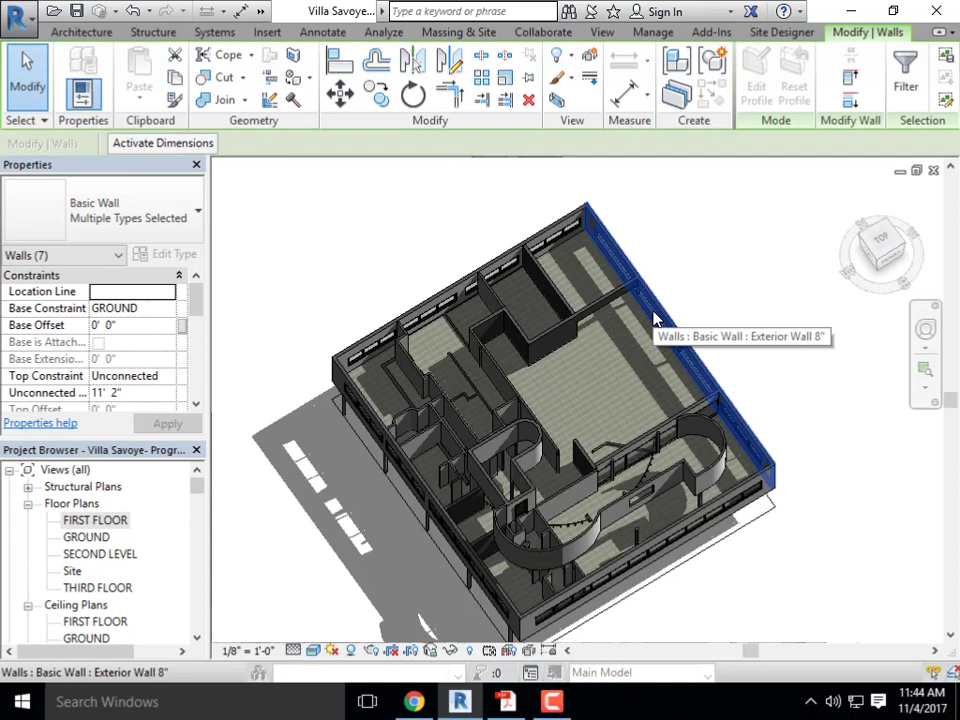 Villa Savoye-...
Type a keyword or phrase
Sign In
Architecture
Structure
Systems
Insert
Annotate
Analyze
Massing & Site
Collaborate
View
Manage
Add-Ins
Site Designer
Modify | Walls
Modify
Paste
Cope
Cut
Join
Edit
Profile
Reset
Profile
Filter
Select
Properties
Clipboard
Geometry
Modify
View
Measure
Create
Mode
Modify Wall
Selection
Modify | Walls
Activate Dimensions
Properties
Basic Wall
Multiple Types Selected
Walls (7)
Edit Type
Constraints
Location Line
Base Constraint GROUND
Base Offset 0' 0"
Base is Attach...
Base Extensio... 0' 0"
Top Constraint Unconnected
Unconnected ... 11' 2"
Top Offset 0' 0"
Properties help
Apply
Project Browser - Villa Savoye- Progr...
Views (all)
Structural Plans
Floor Plans
FIRST FLOOR
GROUND
SECOND LEVEL
Site
THIRD FLOOR
Ceiling Plans
FIRST FLOOR
GROUND
TOP
Walls : Basic Wall : Exterior Wall 8"
1/8" = 1'-0"
Walls : Basic Wall : Exterior Wall 8"
:0
Main Model
Search Windows
11:44 AM
11/4/2017